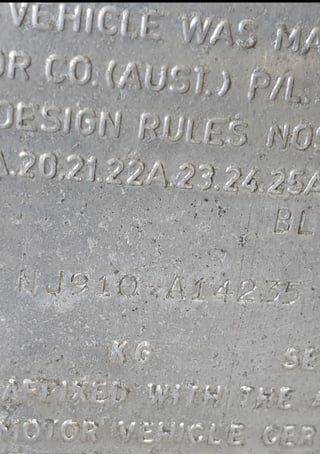 VEHICLE WAS MA
OR CO.(AUST.) P/L.
DESIGN RULES NOS
A.20.21.22A.23.24.25A
BL
NJ910-A14235
KG SE
AFFIXED WITH THE A
MOTOR VEHICLE CER